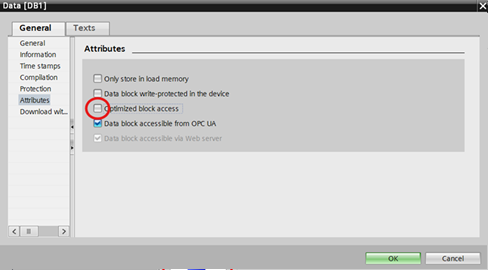 Data [DB1]
General
Texts
General
Information
Time stamps
Compilation
Protection
Attributes
Download wit...
Attributes
Only store in load memory
Data block write-protected in the device
Optimized block access
Data block accessible from OPC UA
Data block accessible via Web server
OK
Cancel